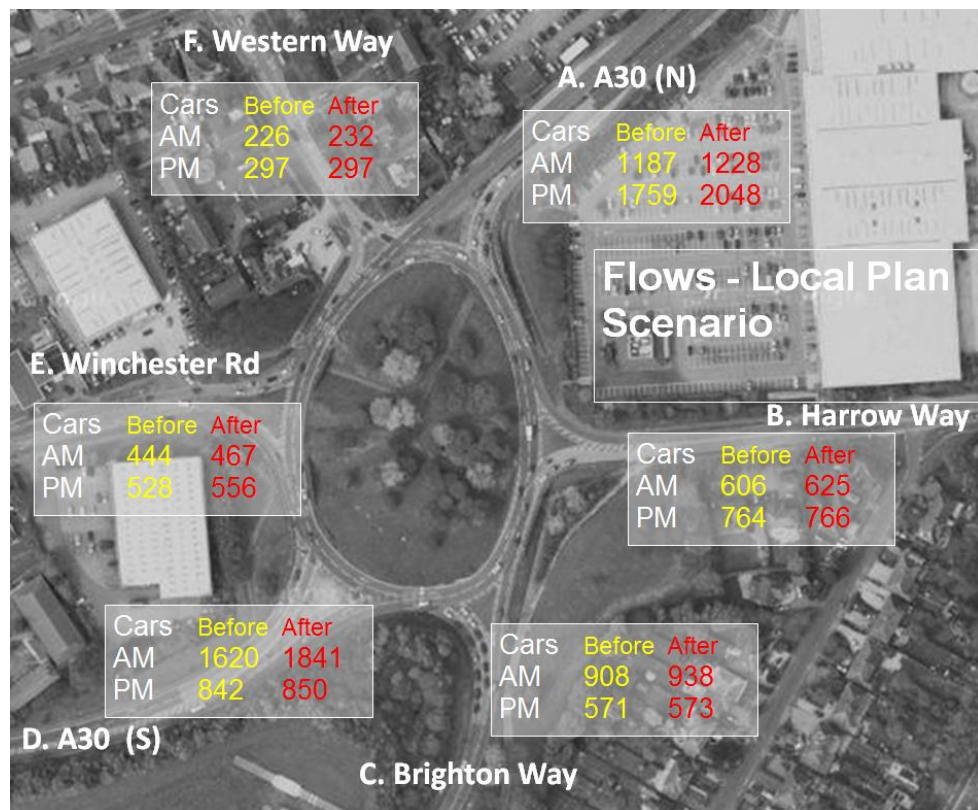 F. Western Way
Cars Before After
AM 226 232
PM 297 297
A. A30 (N)
Cars Before After
AM 1187 1228
PM 1759 2048
Flows - Local Plan
Scenario
E. Winchester Rd
Cars Before After
AM 444 467
PM 528 556
B. Harrow Way
Cars Before After
AM 606 625
PM 764 766
Cars Before After
AM 1620 1841
PM 842 850
D. A30 (S)
Cars Before After
AM 908 938
PM 571 573
C. Brighton Way